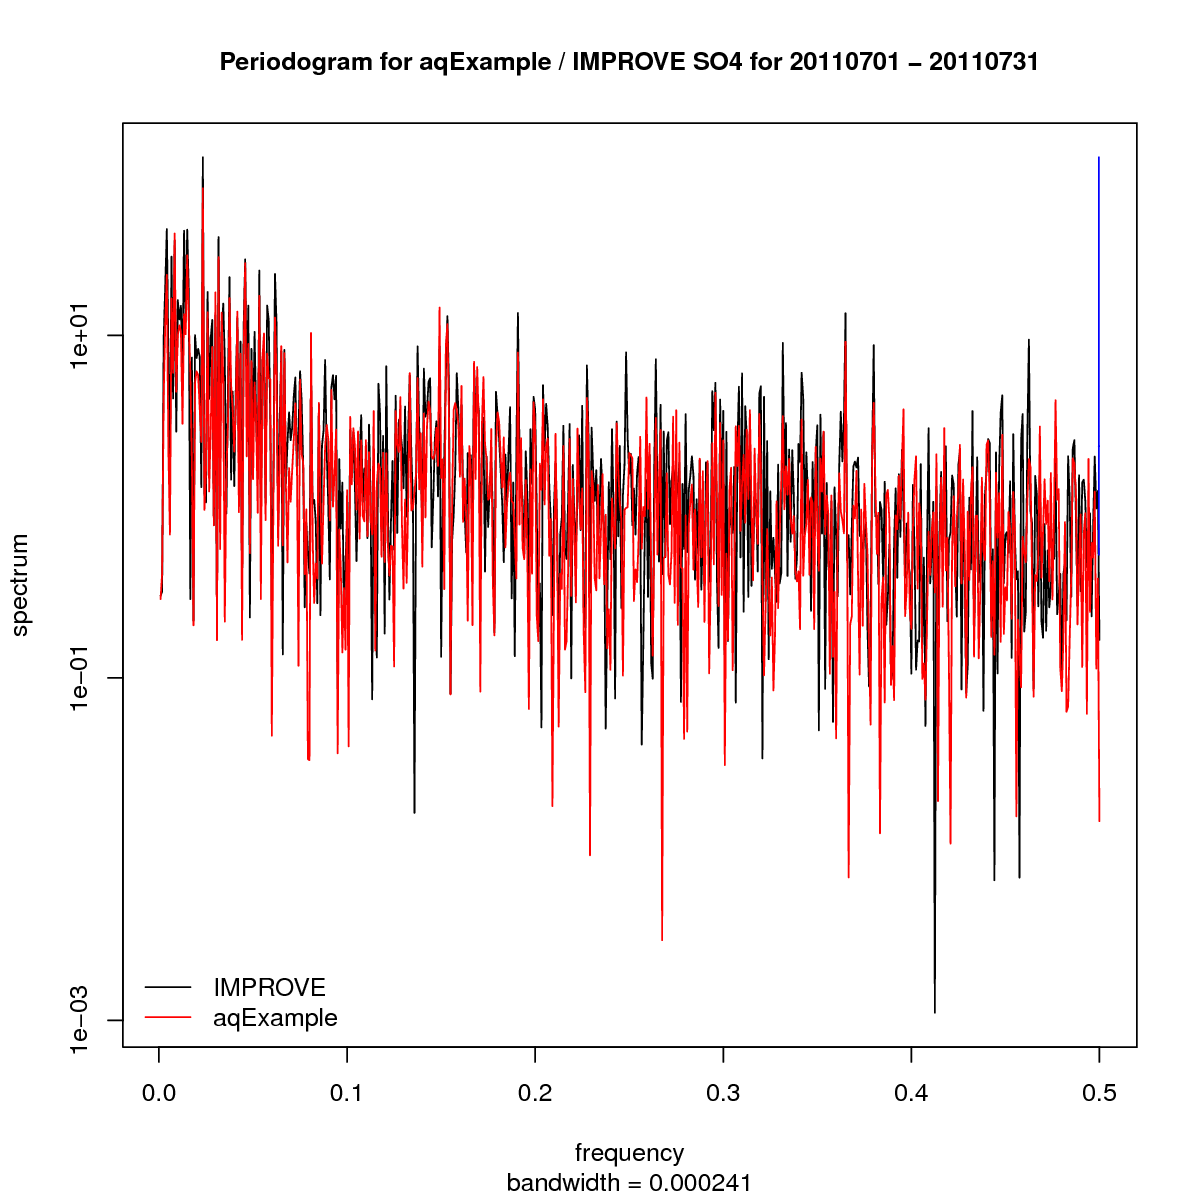 Periodogram for aqExample / IMPROVE SO4 for 20110701 − 20110731
spectrum
1e+01
1e−01
1e−03
IMPROVE
aqExample
0.0 0.1 0.2 0.3 0.4 0.5
frequency
bandwidth = 0.000241